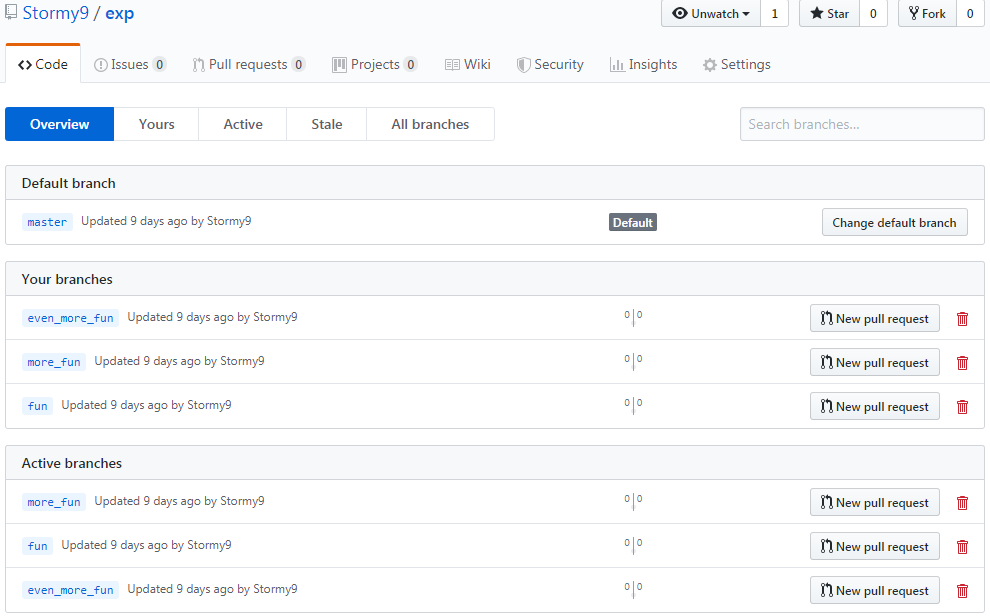 Stormy9 / exp
Unwatch 1 Star 0 Fork 0
Code Issues 0 Pull requests 0 Projects 0 Wiki Security Insights Settings
Overview Yours Active Stale All branches Search branches...
Default branch
master Updated 9 days ago by Stormy9 Default Change default branch
Your branches
even_more_fun Updated 9 days ago by Stormy9 0 0 New pull request
more_fun Updated 9 days ago by Stormy9 0 0 New pull request
fun Updated 9 days ago by Stormy9 0 0 New pull request
Active branches
more_fun Updated 9 days ago by Stormy9 0 0 New pull request
fun Updated 9 days ago by Stormy9 0 0 New pull request
even_more_fun Updated 9 days ago by Stormy9 0 0 New pull request